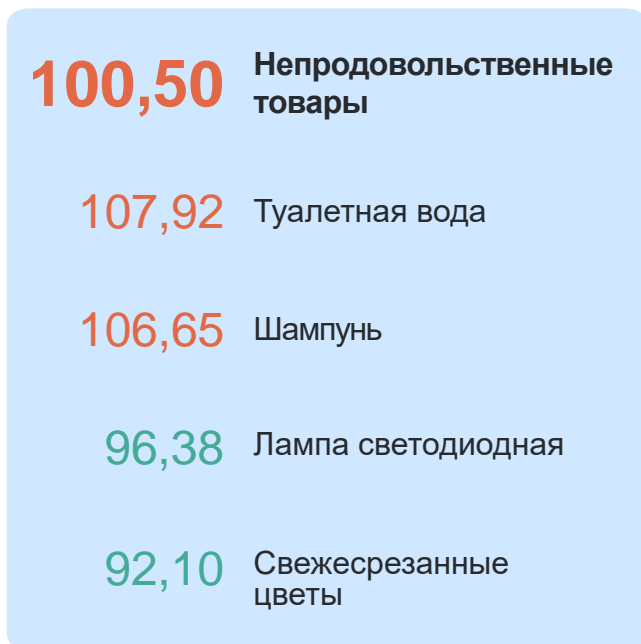 100,50 Непродовольственные
товары
107,92 Туалетная вода
106,65 Шампунь
96,38 Лампа светодиодная
92,10 Свежесрезанные
цветы